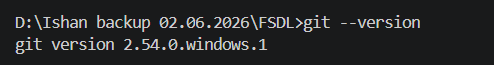 D:\Ishan backup 02.06.2026\FSDL>git --version
git version 2.54.0.windows.1